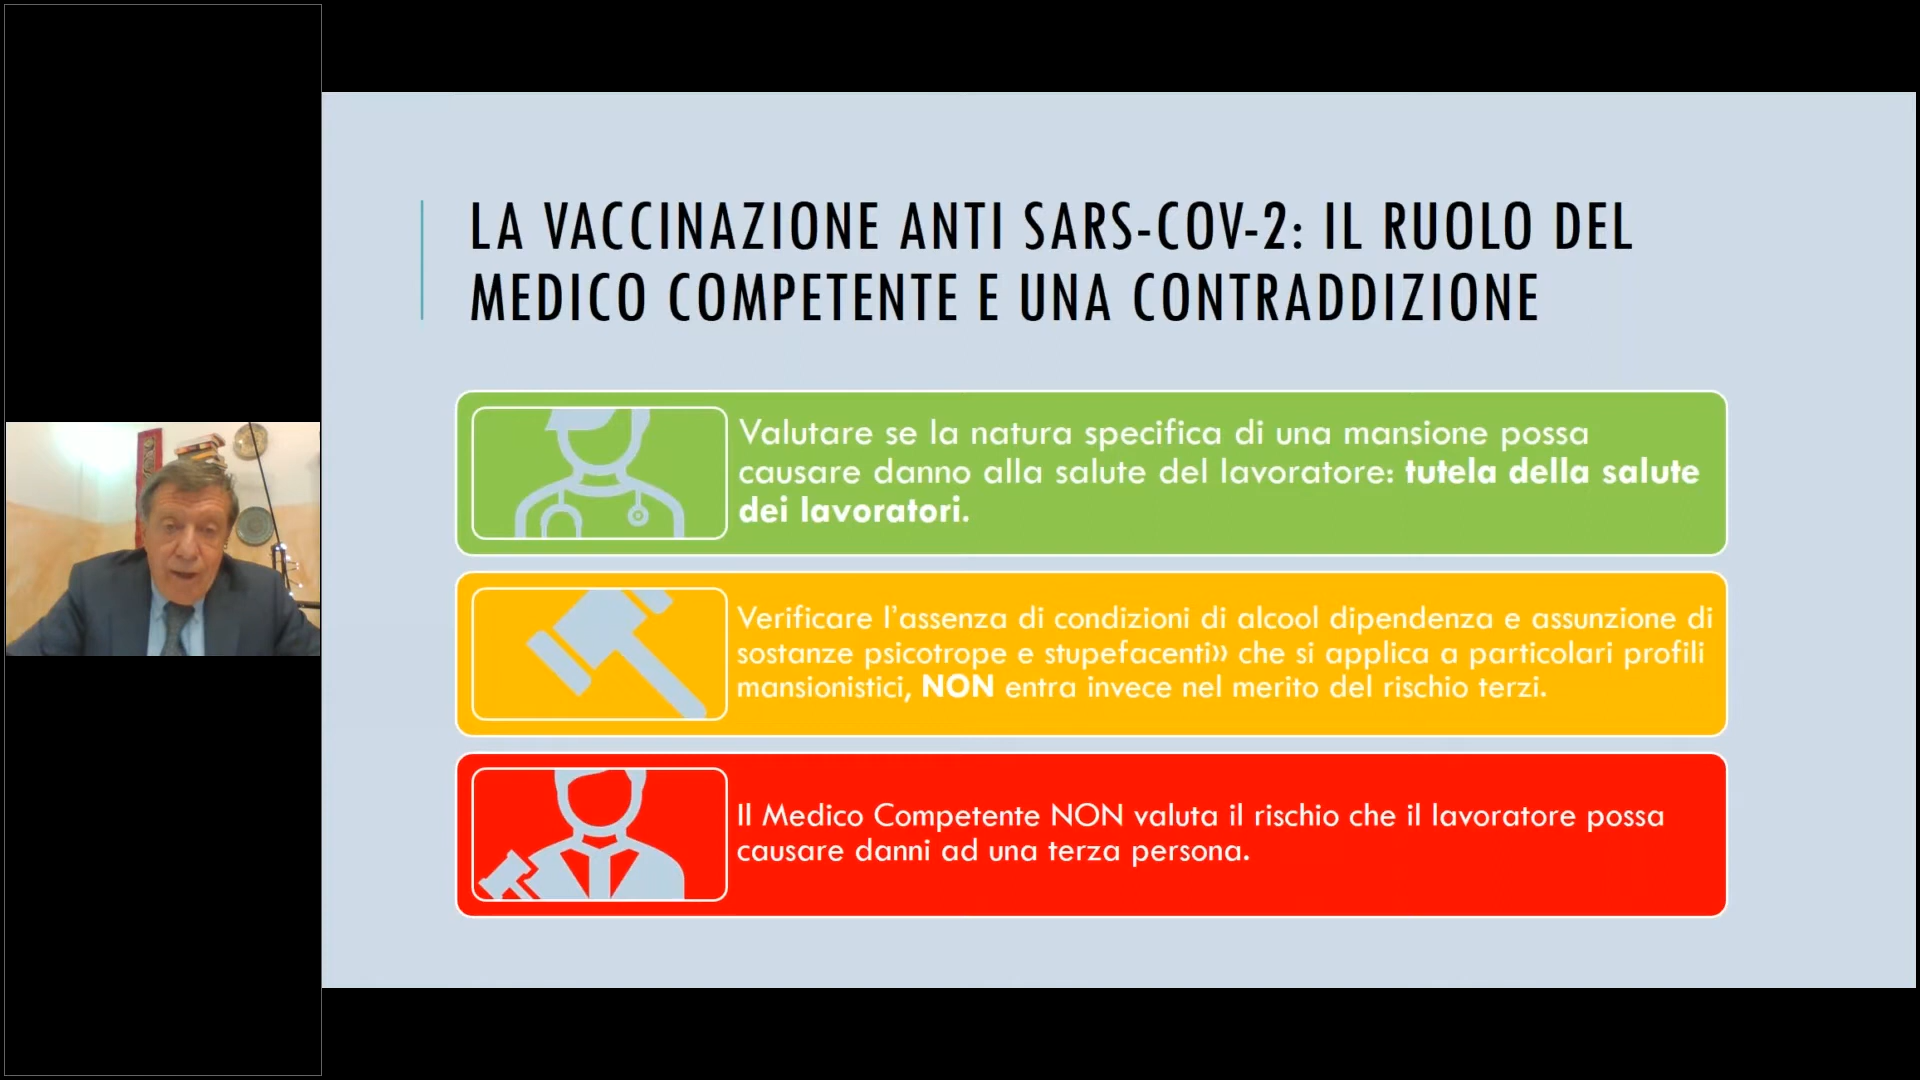 LA VACCINAZIONE ANTI SARS-COV-2: IL RUOLO DEL
MEDICO COMPETENTE E UNA CONTRADDIZIONE
Valutare se la natura specifica di una mansione possa
causare danno alla salute del lavoratore: tutela della salute
dei lavoratori.
Verificare l'assenza di condizioni di alcool dipendenza e assunzione di
sostanze psicotrope e stupefacenti» che si applica a particolari profili
mansionistici, NON entra invece nel merito del rischio terzi.
Il Medico Competente NON valuta il rischio che il lavoratore possa
causare danni ad una terza persona.